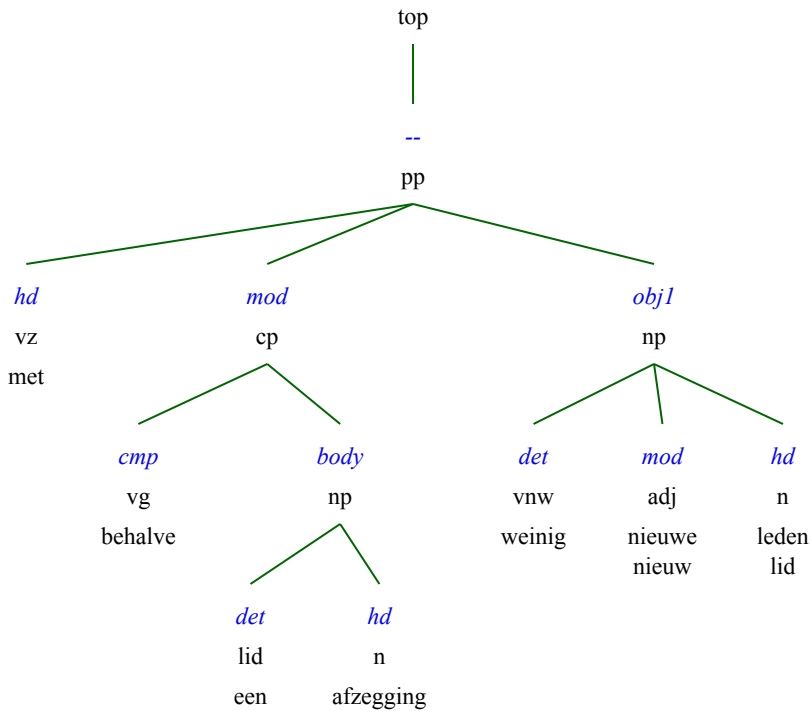 top
--
pp
hd mod obj1
vz cp np
met
cmp body det mod hd
vg np vnw adj n
behalve weinig nieuwe leden
nieuw lid
det hd
lid n
een afzegging